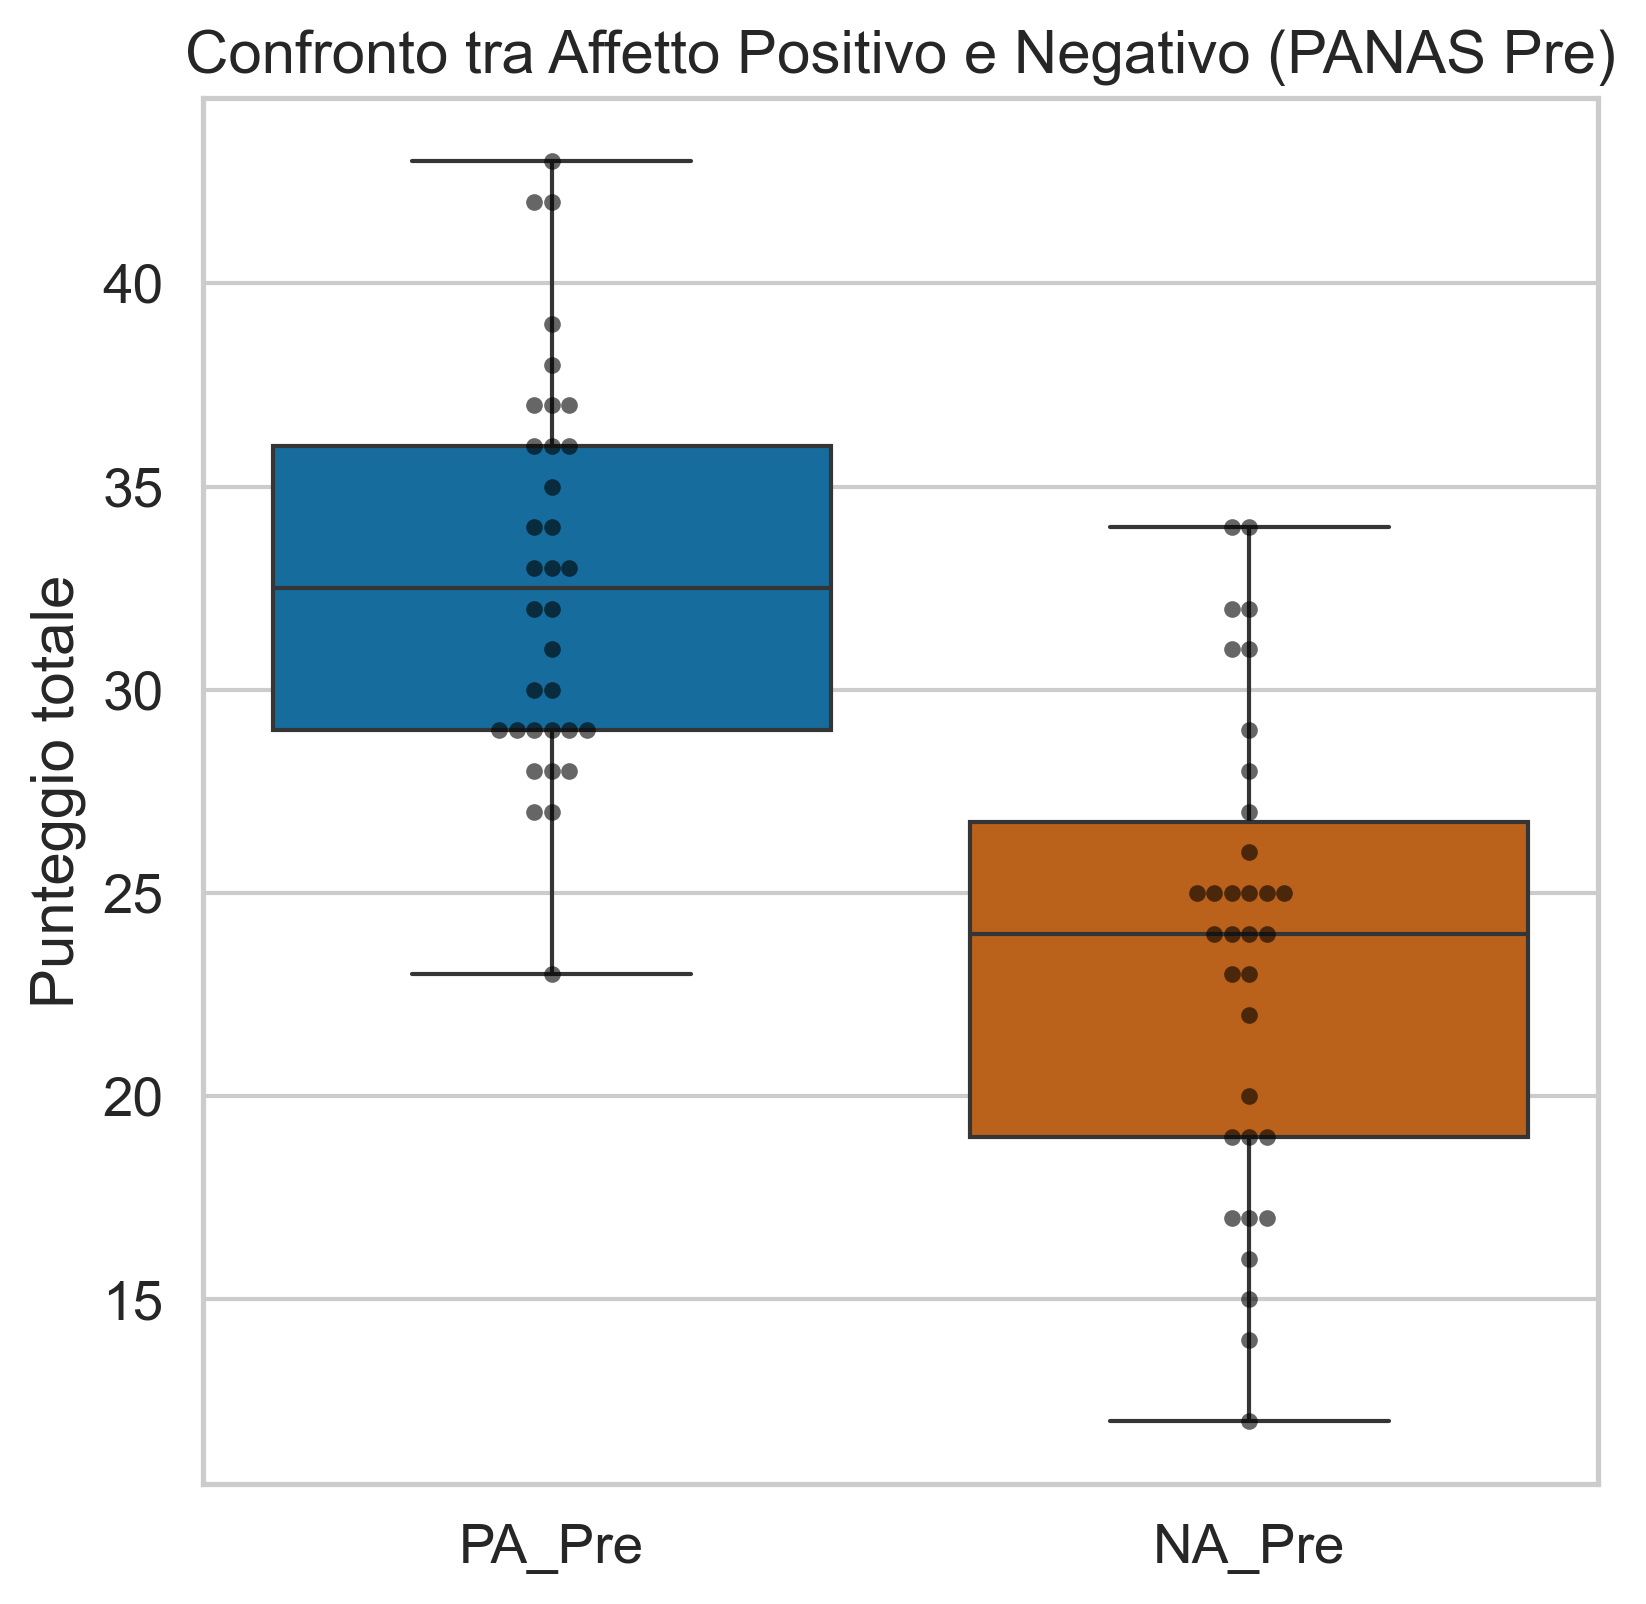 Confronto tra Affetto Positivo e Negativo (PANAS Pre)
Punteggio totale
40
35
30
25
20
15
PA_Pre
NA_Pre